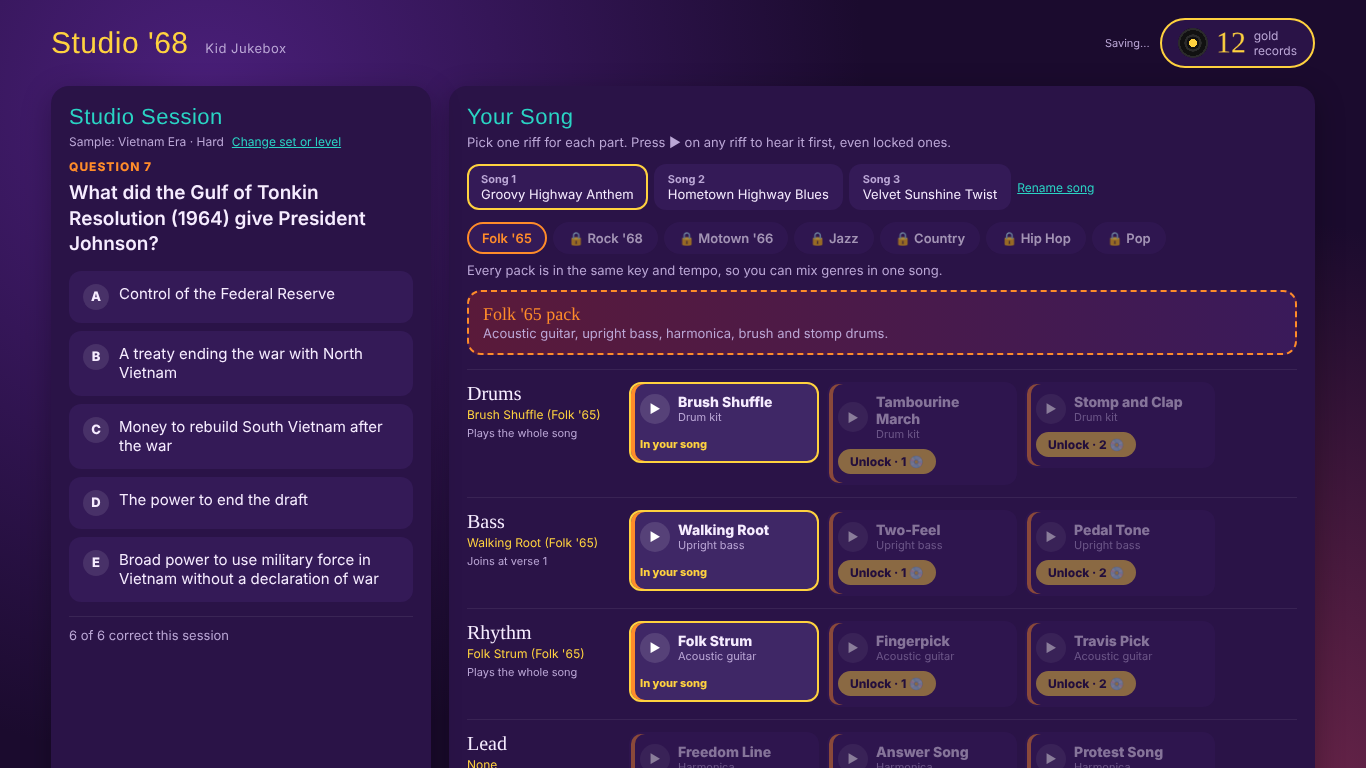 Studio '68 Kid Jukebox
Saving...
12 gold records
Studio Session
Sample: Vietnam Era · Hard Change set or level
QUESTION 7
What did the Gulf of Tonkin
Resolution (1964) give President
Johnson?
A Control of the Federal Reserve
B A treaty ending the war with North
Vietnam
C Money to rebuild South Vietnam after
the war
D The power to end the draft
E Broad power to use military force in
Vietnam without a declaration of war
6 of 6 correct this session
Your Song
Pick one riff for each part. Press ▶ on any riff to hear it first, even locked ones.
Song 1
Groovy Highway Anthem
Song 2
Hometown Highway Blues
Song 3
Velvet Sunshine Twist
Rename song
Folk '65 Rock '68 Motown '66 Jazz Country Hip Hop Pop
Every pack is in the same key and tempo, so you can mix genres in one song.
Folk '65 pack
Acoustic guitar, upright bass, harmonica, brush and stomp drums.
Drums
Brush Shuffle (Folk '65)
Plays the whole song
Brush Shuffle
Drum kit
In your song
Tambourine
March
Drum kit
Unlock · 1
Stomp and Clap
Drum kit
Unlock · 2
Bass
Walking Root (Folk '65)
Joins at verse 1
Walking Root
Upright bass
In your song
Two-Feel
Upright bass
Unlock · 1
Pedal Tone
Upright bass
Unlock · 2
Rhythm
Folk Strum (Folk '65)
Plays the whole song
Folk Strum
Acoustic guitar
In your song
Fingerpick
Acoustic guitar
Unlock · 1
Travis Pick
Acoustic guitar
Unlock · 2
Lead
None
Freedom Line
Harmonica
Answer Song
Harmonica
Protest Song
Harmonica